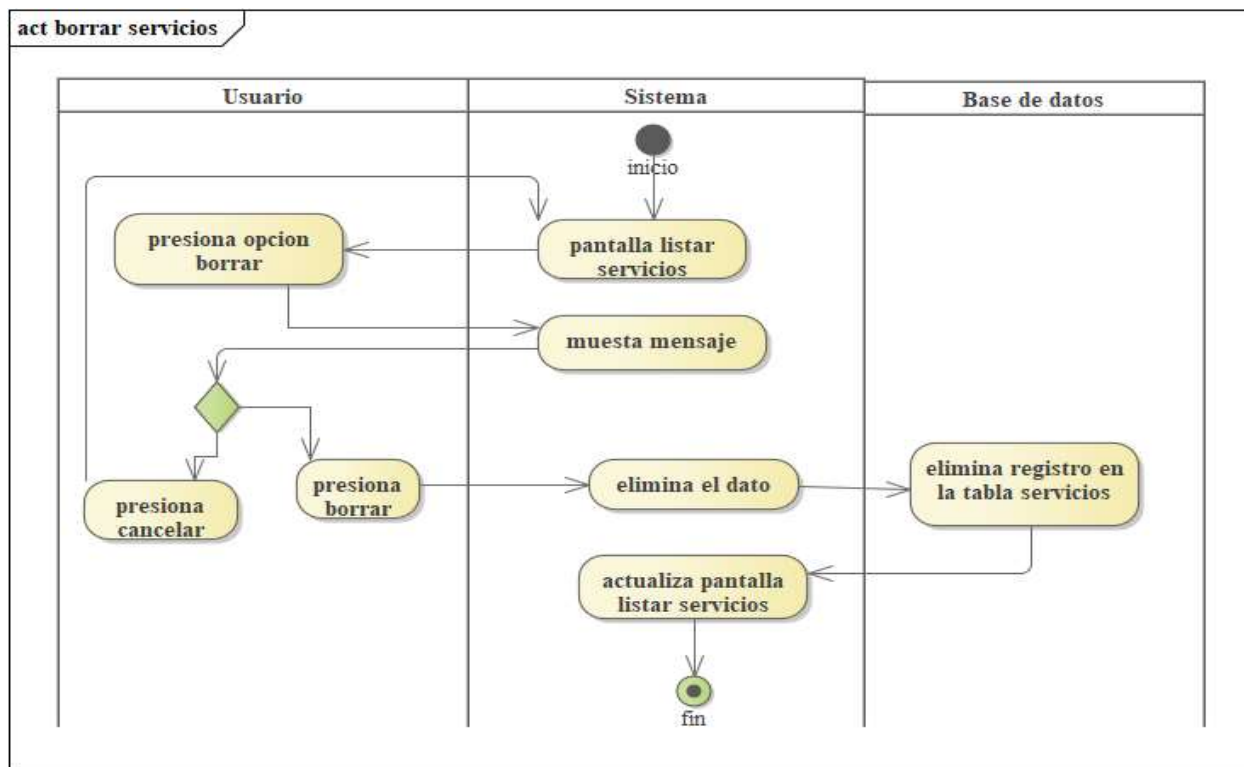 act borrar servicios
Usuario
Sistema
Base de datos
inicio
presiona opcion
borrar
pantalla listar
servicios
muesta mensaje
presiona
cancelar
presiona
borrar
elimina el dato
elimina registro en
la tabla servicios
actualiza pantalla
listar servicios
fin